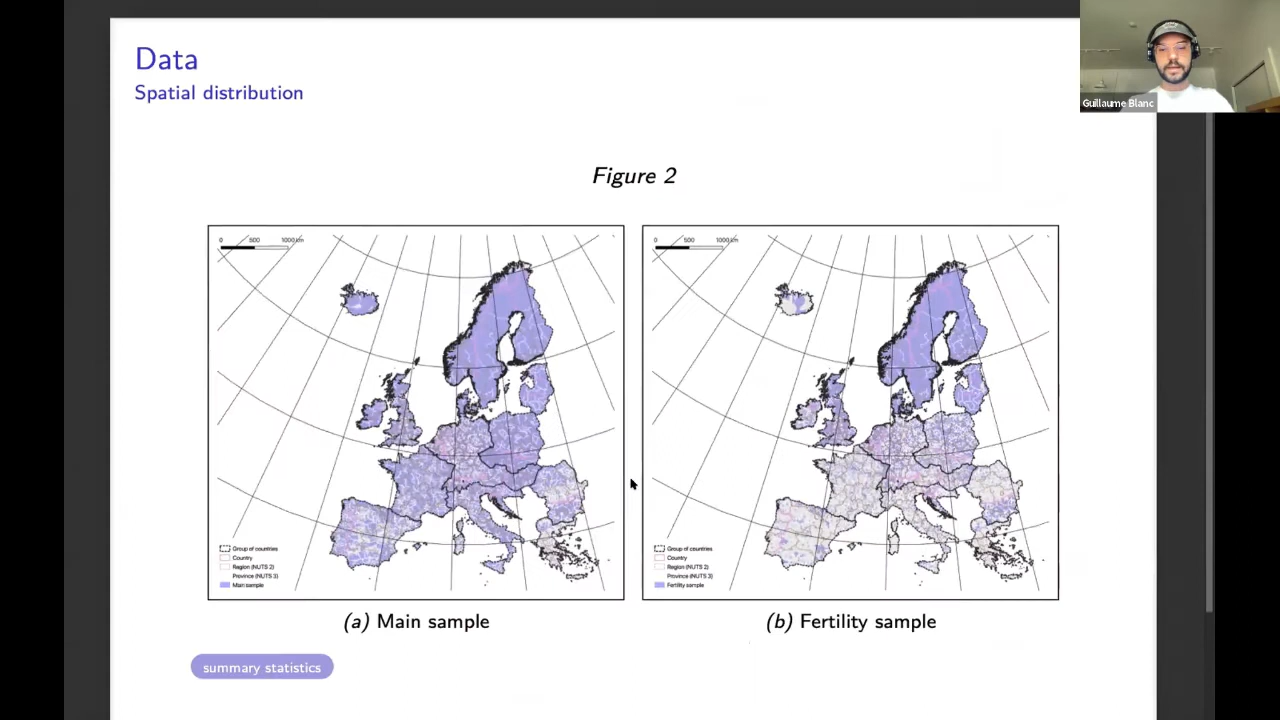 Data
Spatial distribution
Guillaume Blanc
Figure 2
0 500 1000 km
0 500 1000 km
Group of countries
Country
Region (NUTS 2)
Province (NUTS 3)
Main sample
Group of countries
Country
Region (NUTS 2)
Province (NUTS 3)
Fertility sample
(a) Main sample
(b) Fertility sample
summary statistics